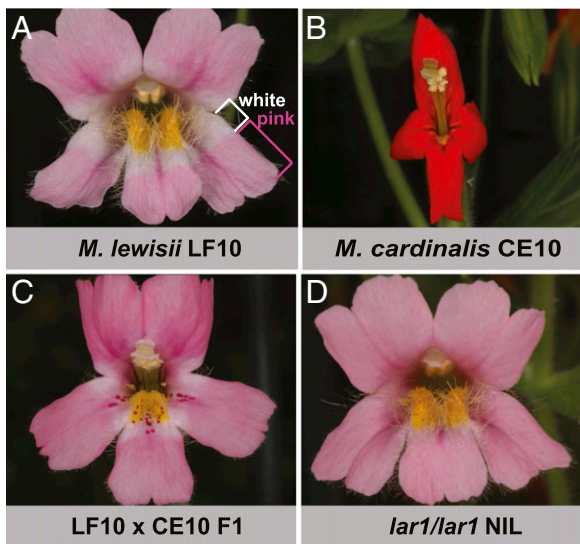 A
white
pink
M. lewisii LF10
B
M. cardinalis CE10
C
LF10 x CE10 F1
D
lar1/lar1 NIL